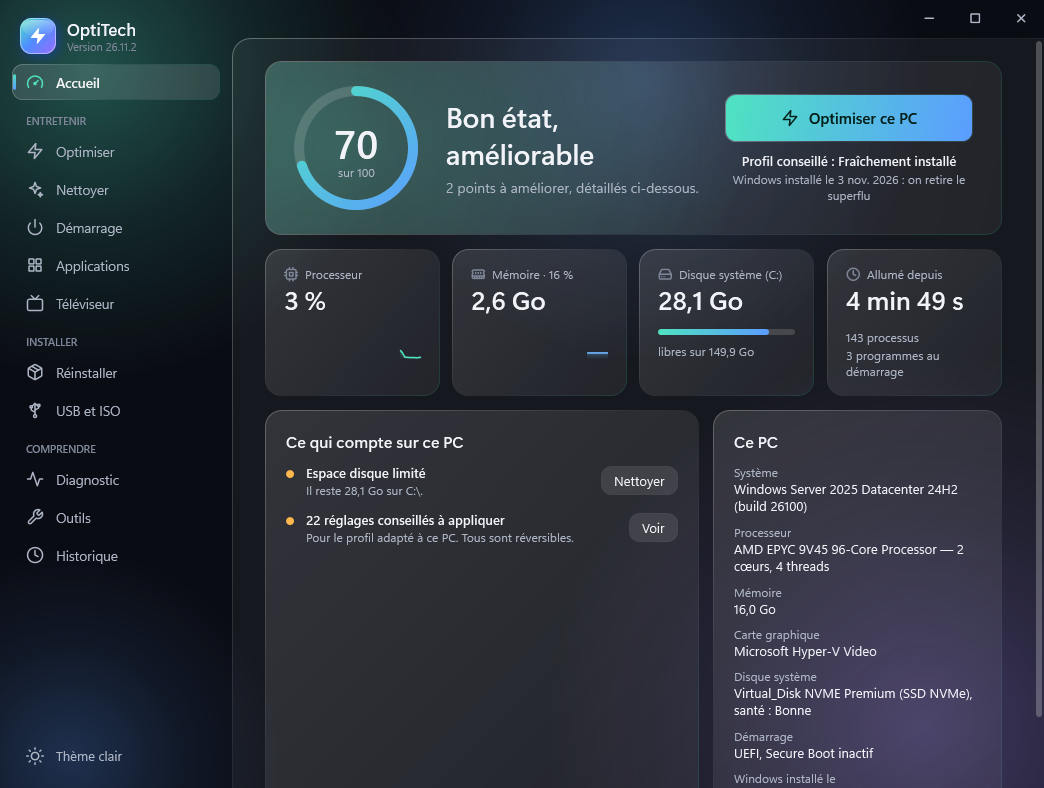 OptiTech
Version 26.11.2
Accueil
ENTRETENIR
Optimiser
Nettoyer
Démarrage
Applications
Téléviseur
INSTALLER
Réinstaller
USB et ISO
COMPRENDRE
Diagnostic
Outils
Historique
Thème clair
70
sur 100
Bon état,
améliorable
2 points à améliorer, détaillés ci-dessous.
Optimiser ce PC
Profil conseillé : Fraîchement installé
Windows installé le 3 nov. 2026 : on retire le
superflu
Processeur
3 %
Mémoire · 16 %
2,6 Go
Disque système (C:)
28,1 Go
libres sur 149,9 Go
Allumé depuis
4 min 49 s
143 processus
3 programmes au
démarrage
Ce qui compte sur ce PC
Espace disque limité
Il reste 28,1 Go sur C:\.
Nettoyer
22 réglages conseillés à appliquer
Pour le profil adapté à ce PC. Tous sont réversibles.
Voir
Ce PC
Système
Windows Server 2025 Datacenter 24H2
(build 26100)
Processeur
AMD EPYC 9V45 96-Core Processor — 2
cœurs, 4 threads
Mémoire
16,0 Go
Carte graphique
Microsoft Hyper-V Video
Disque système
Virtual_Disk NVME Premium (SSD NVMe),
santé : Bonne
Démarrage
UEFI, Secure Boot inactif
Windows installé le